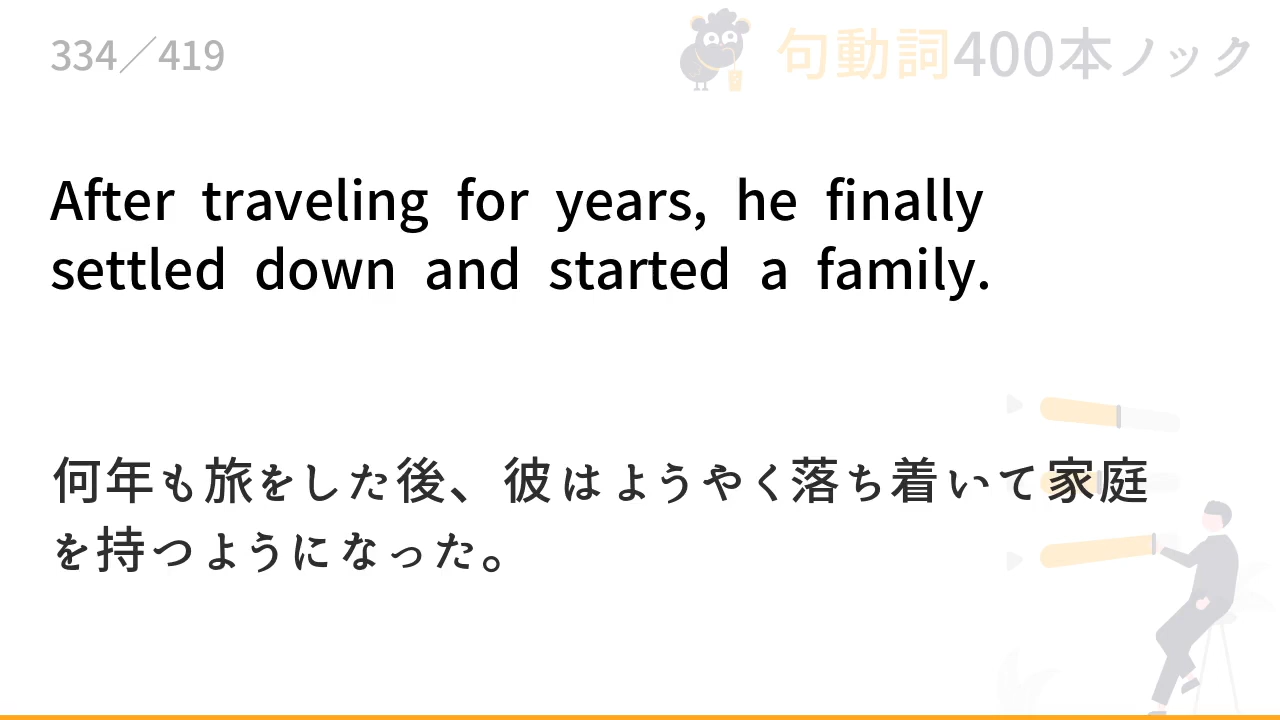 334／419
句動詞400本ノック
After traveling for years, he finally
settled down and started a family.
何年も旅をした後、彼はようやく落ち着いて家庭
を持つようになった。